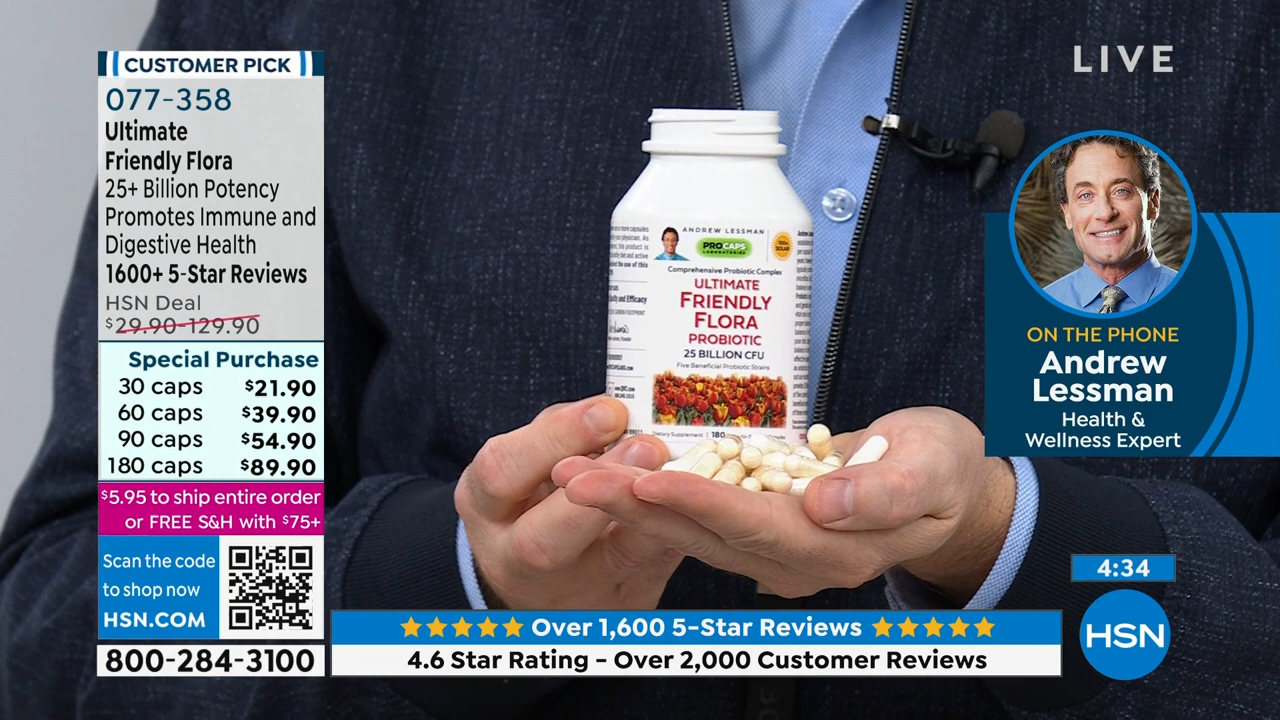 CUSTOMER PICK
077-358
Ultimate
Friendly Flora
25+ Billion Potency
Promotes Immune and
Digestive Health
1600+ 5-Star Reviews
HSN Deal
$29.90-129.90
Special Purchase
30 caps $21.90
60 caps $39.90
90 caps $54.90
180 caps $89.90
$5.95 to ship entire order
or FREE S&H with $75+
Scan the code
to shop now
HSN.COM
800-284-3100
ANDREW LESSMAN
PROCAPS
LABORATORIES
Comprehensive Probiotic Complex
ULTIMATE
FRIENDLY
FLORA
PROBIOTIC
25 BILLION CFU
Five Beneficial Probiotic Strains
Dietary Supplement 180
LIVE
ON THE PHONE
Andrew
Lessman
Health &
Wellness Expert
4:34
HSN
Over 1,600 5-Star Reviews
4.6 Star Rating - Over 2,000 Customer Reviews